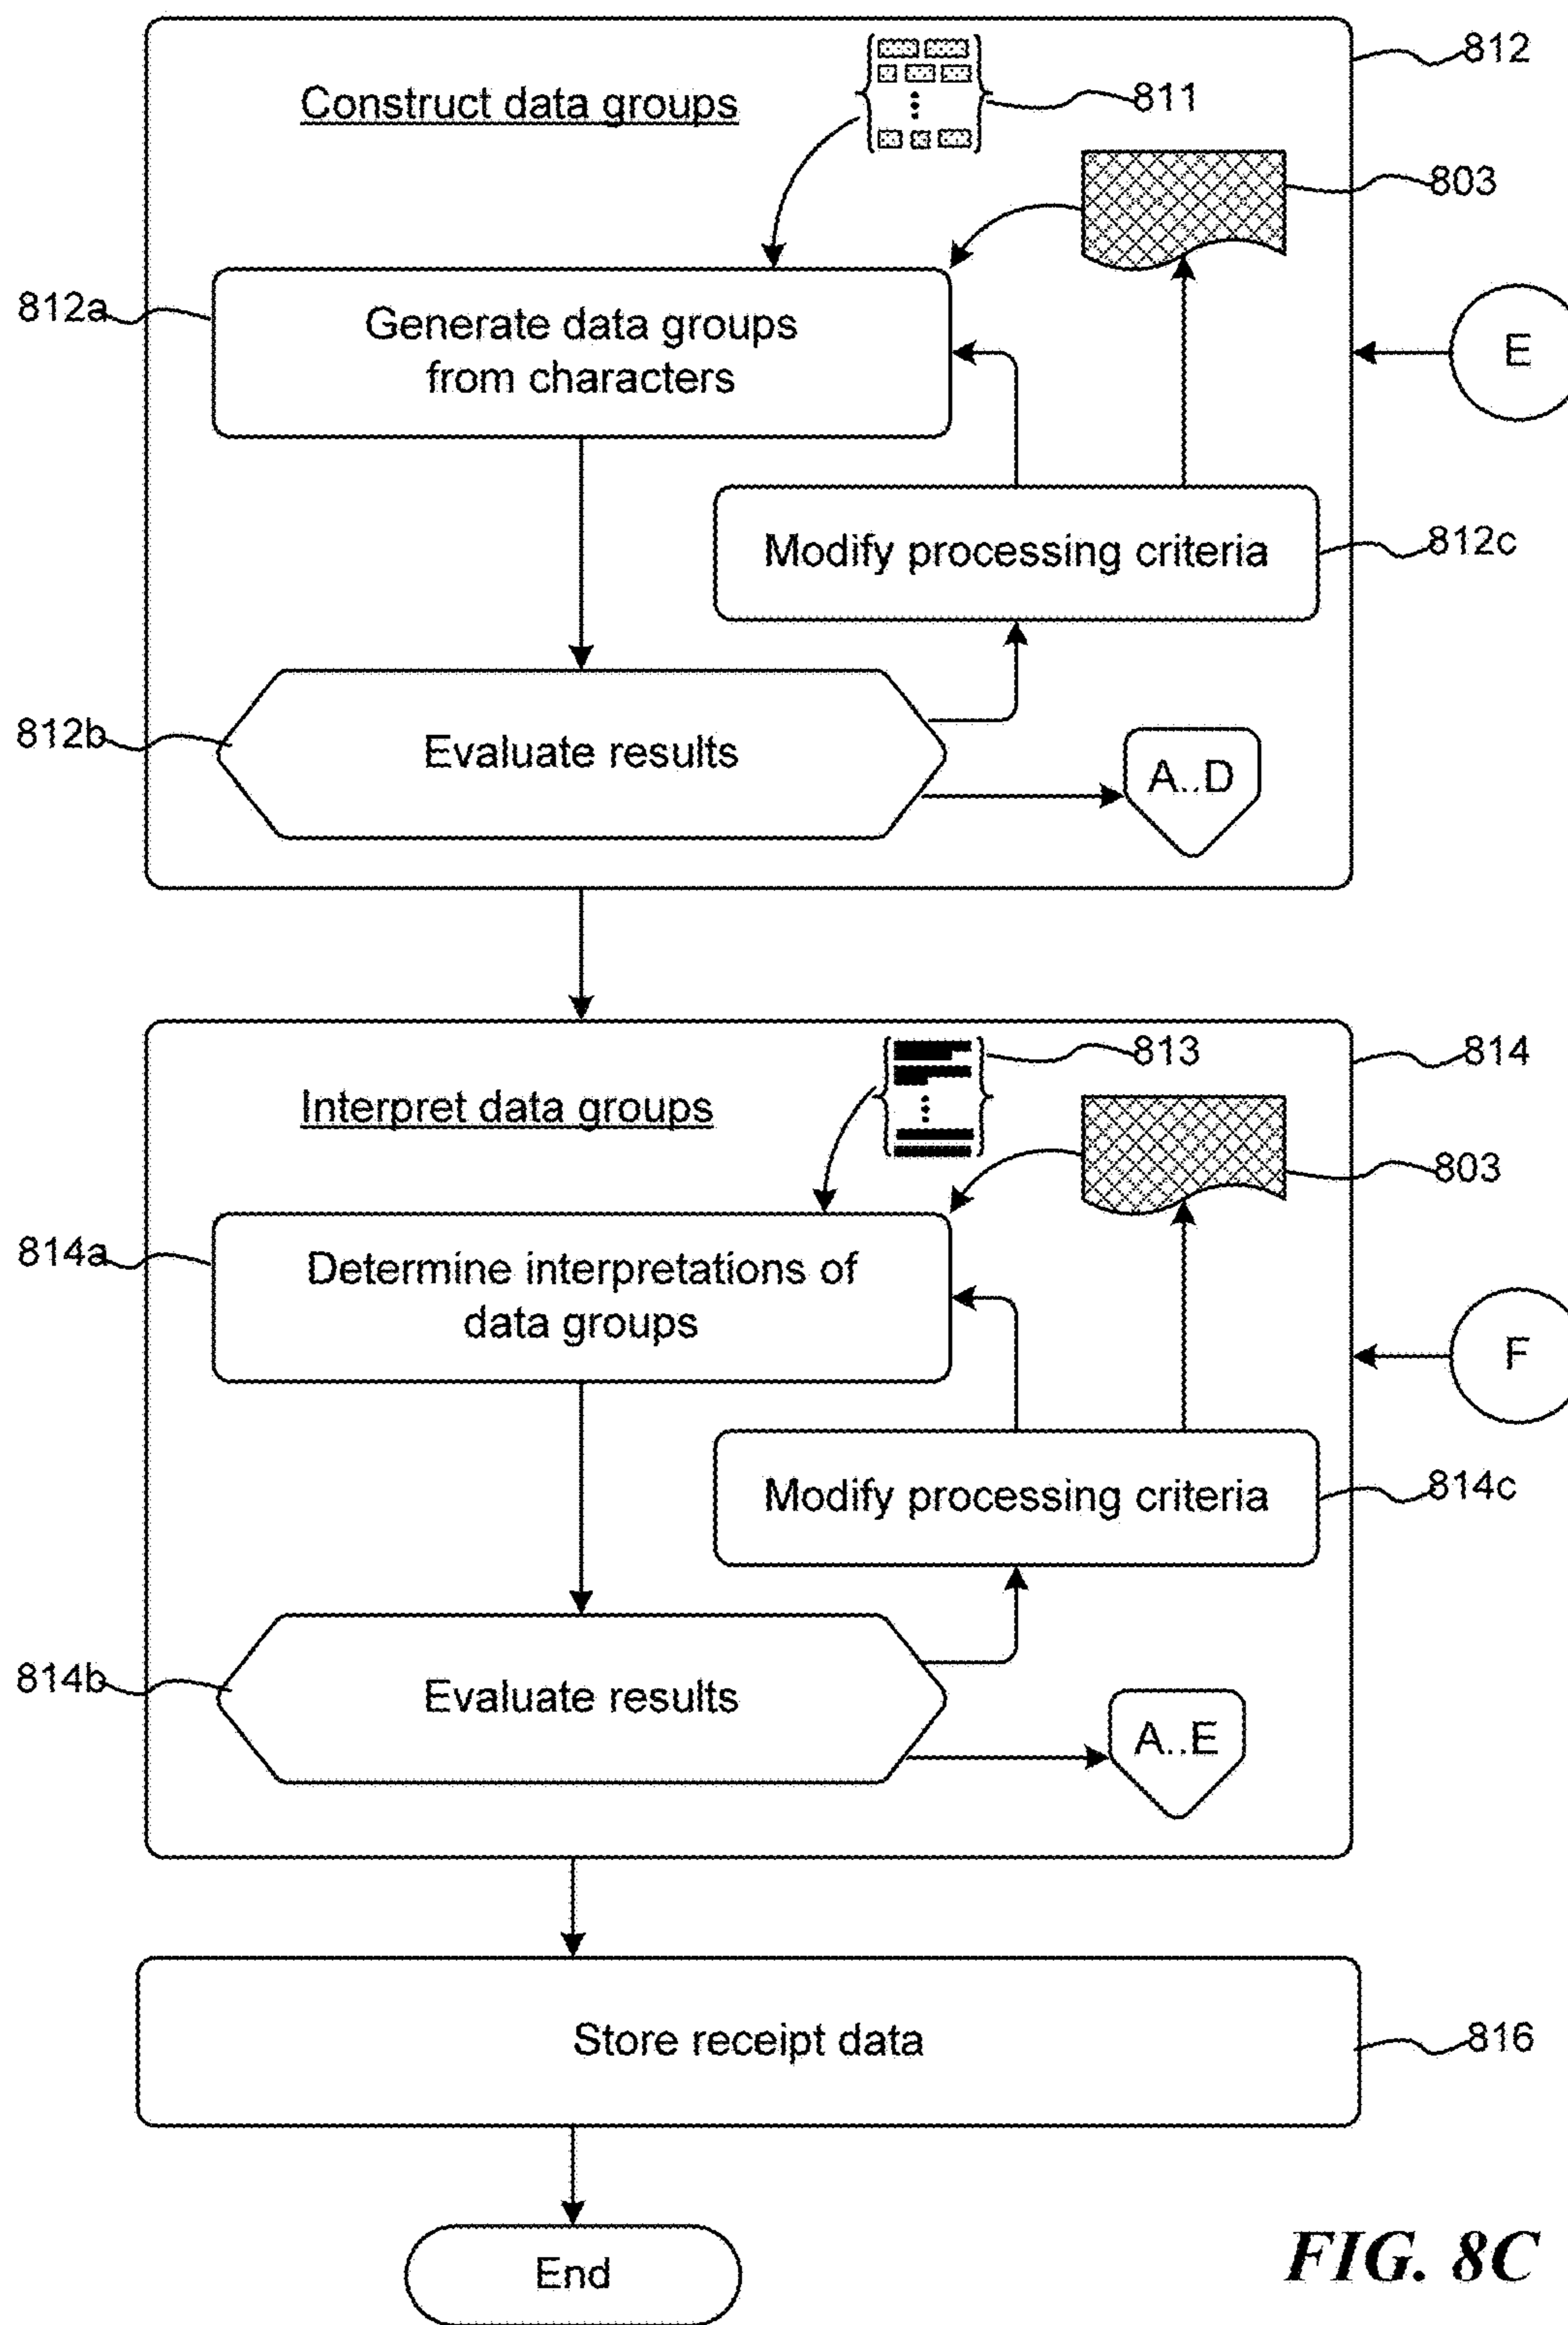 812
Construct data groups
811
803
812a
Generate data groups
from characters
E
Modify processing criteria
812c
812b
Evaluate results
A..D
813
814
Interpret data groups
803
814a
Determine interpretations of
data groups
F
Modify processing criteria
814c
814b
Evaluate results
A..E
Store receipt data
816
End
FIG. 8C